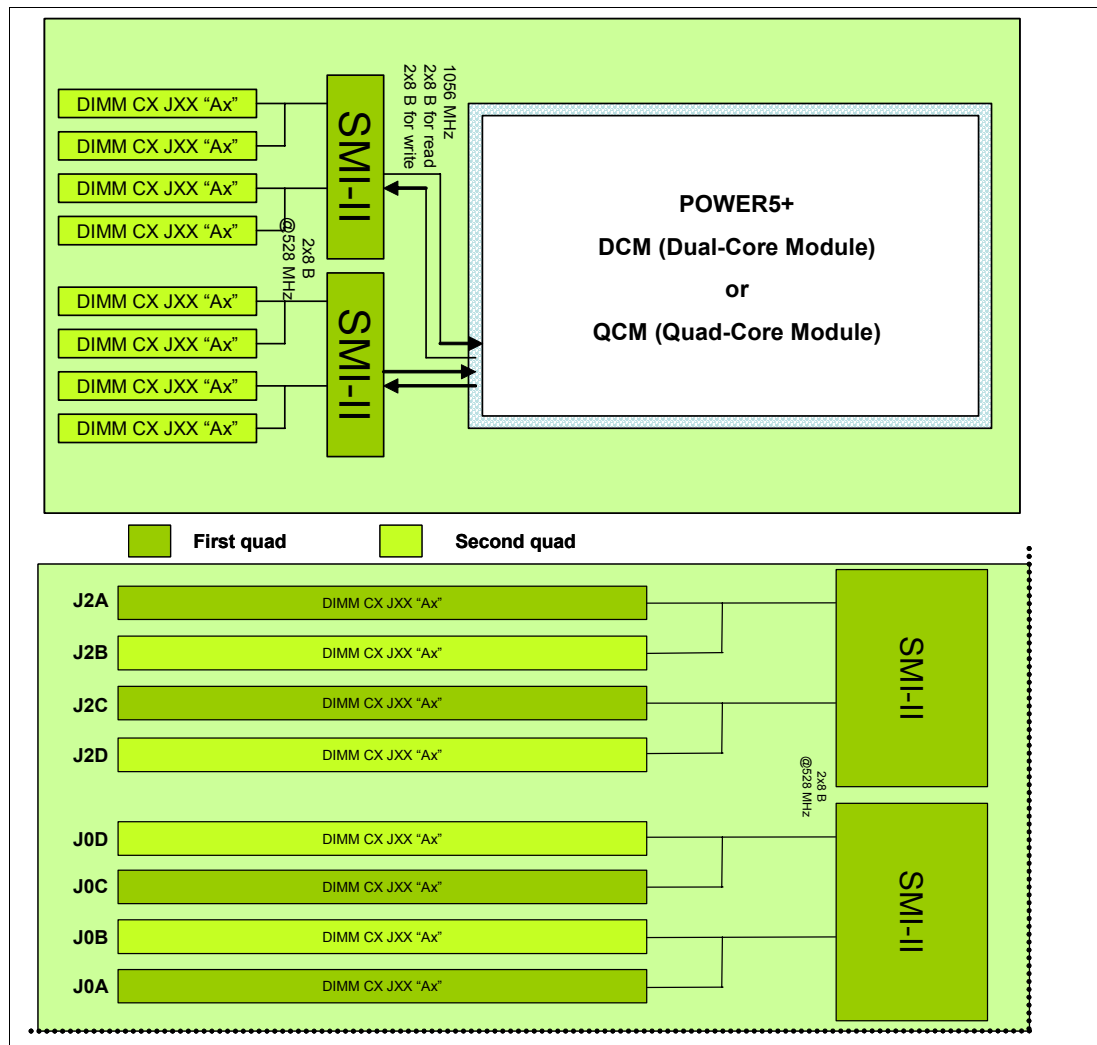 1056 MHz
2x8 B for read
2x8 B for write
DIMM CX JXX “Ax”
DIMM CX JXX “Ax”
DIMM CX JXX “Ax”
DIMM CX JXX “Ax”
SMI-II
2x8 B
@528 MHz
DIMM CX JXX “Ax”
DIMM CX JXX “Ax”
DIMM CX JXX “Ax”
DIMM CX JXX “Ax”
SMI-II
POWER5+
DCM (Dual-Core Module)
or
QCM (Quad-Core Module)
First quad
Second quad
J2A DIMM CX JXX “Ax”
J2B DIMM CX JXX “Ax”
J2C DIMM CX JXX “Ax”
J2D DIMM CX JXX “Ax”
SMI-II
2x8 B
@528 MHz
J0D DIMM CX JXX “Ax”
J0C DIMM CX JXX “Ax”
J0B DIMM CX JXX “Ax”
J0A DIMM CX JXX “Ax”
SMI-II